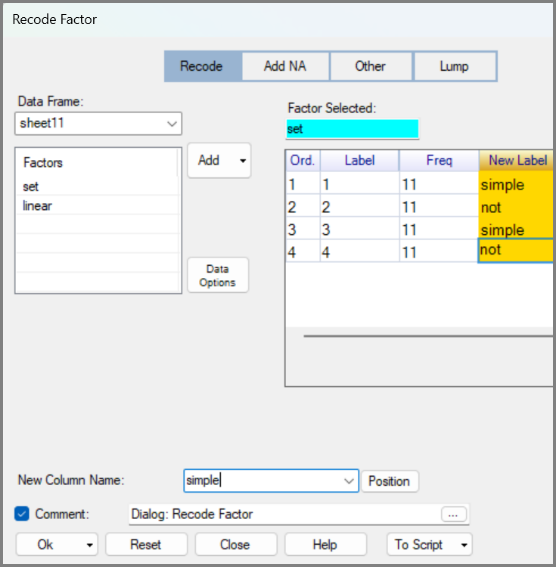 Recode Factor
Recode Add NA Other Lump
Data Frame:
sheet11
Factors
set
linear
Add
Data
Options
Factor Selected:
set
Ord. Label Freq New Label
1 1 11 simple
2 2 11 not
3 3 11 simple
4 4 11 not
New Column Name: simple Position
Comment: Dialog: Recode Factor ...
Ok Reset Close Help To Script